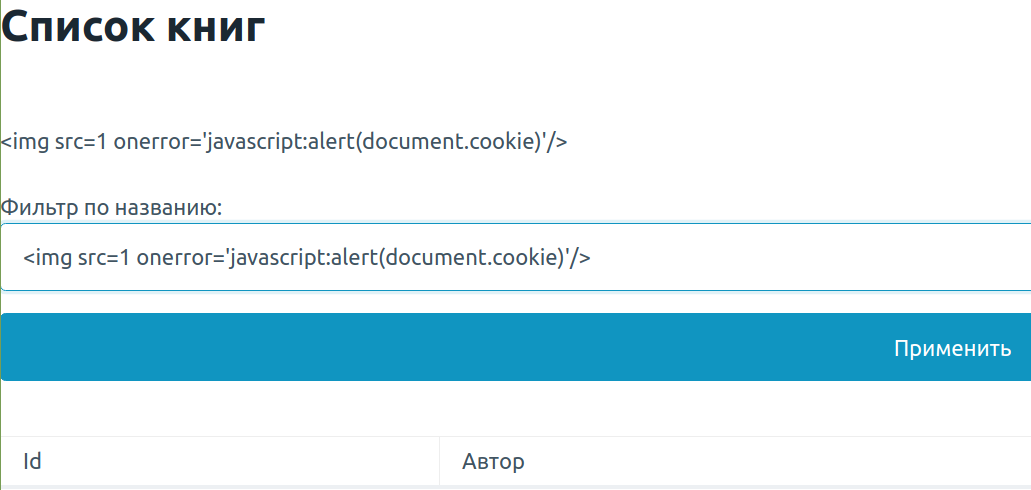 Список книг
<img src=1 onerror='javascript:alert(document.cookie)'/>
Фильтр по названию:
<img src=1 onerror='javascript:alert(document.cookie)'/>
Применить
Id
Автор